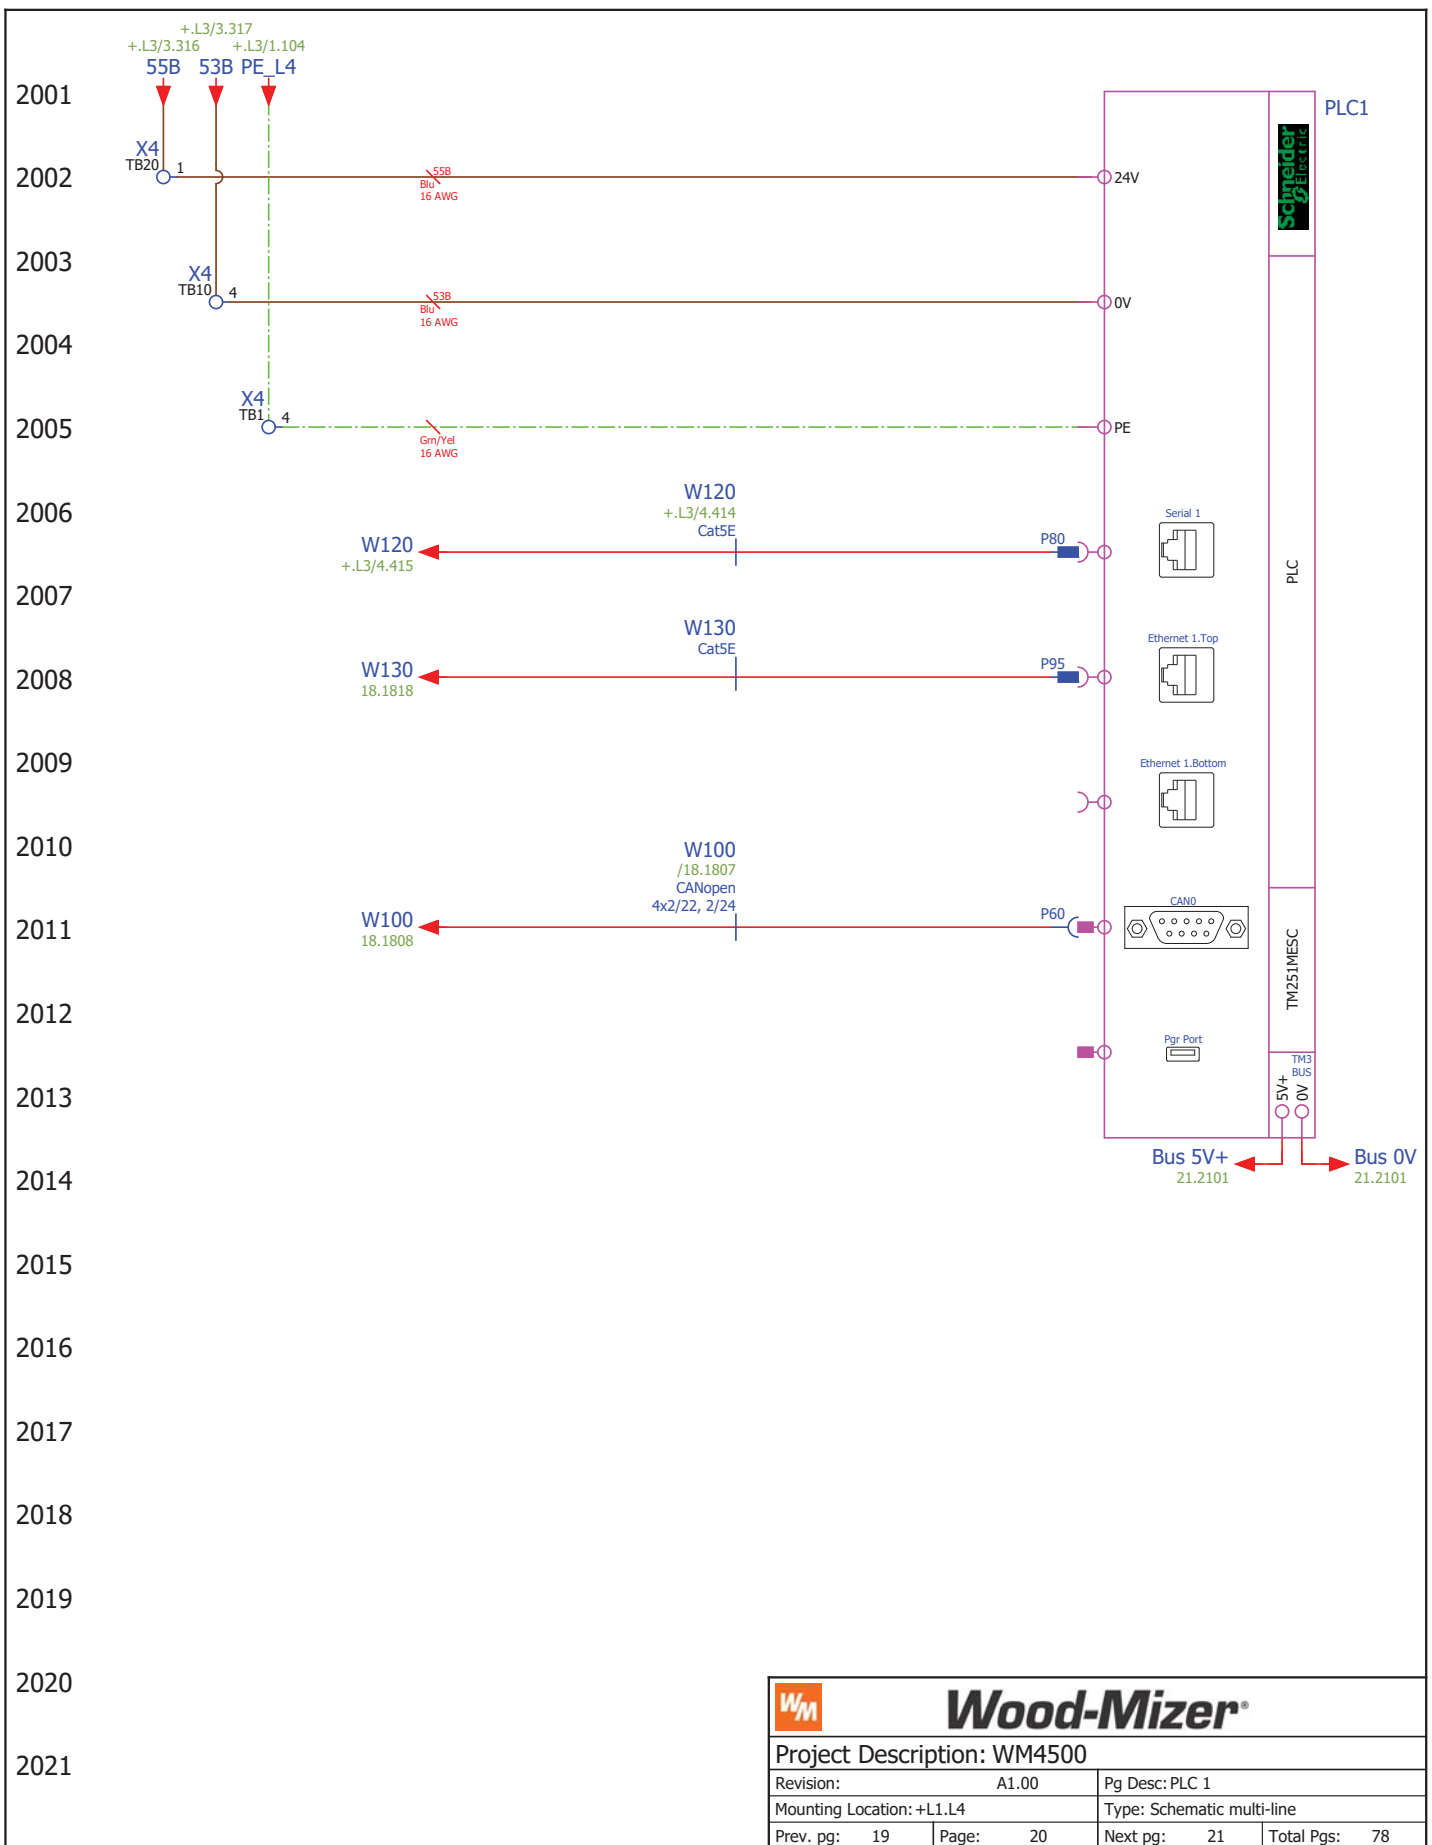 +.L3/3.317
+.L3/3.316
+.L3/1.104
55B
53B
PE_L4
2001
PLC1
Schneider
Electric
X4
TB20
1
2002
55B
Blu
16 AWG
24V
2003
X4
TB10
4
53B
Blu
16 AWG
0V
2004
X4
TB1
4
2005
Grn/Yel
16 AWG
PE
W120
2006
+.L3/4.414
Cat5E
Serial 1
W120
+.L3/4.415
P80
PLC
2007
W130
Cat5E
Ethernet 1.Top
W130
18.1818
P95
2008
2009
Ethernet 1.Bottom
2010
W100
/18.1807
CANopen
4x2/22, 2/24
CAN0
W100
18.1808
P60
2011
TM251MESC
2012
Pgr Port
TM3
BUS
5V+
0V
2013
Bus 5V+
21.2101
Bus 0V
21.2101
2014
2015
2016
2017
2018
2019
2020
2021
WM
Wood-Mizer®
Project Description: WM4500
Revision: A1.00
Pg Desc: PLC 1
Mounting Location: +L1.L4
Type: Schematic multi-line
Prev. pg: 19
Page: 20
Next pg: 21
Total Pgs: 78